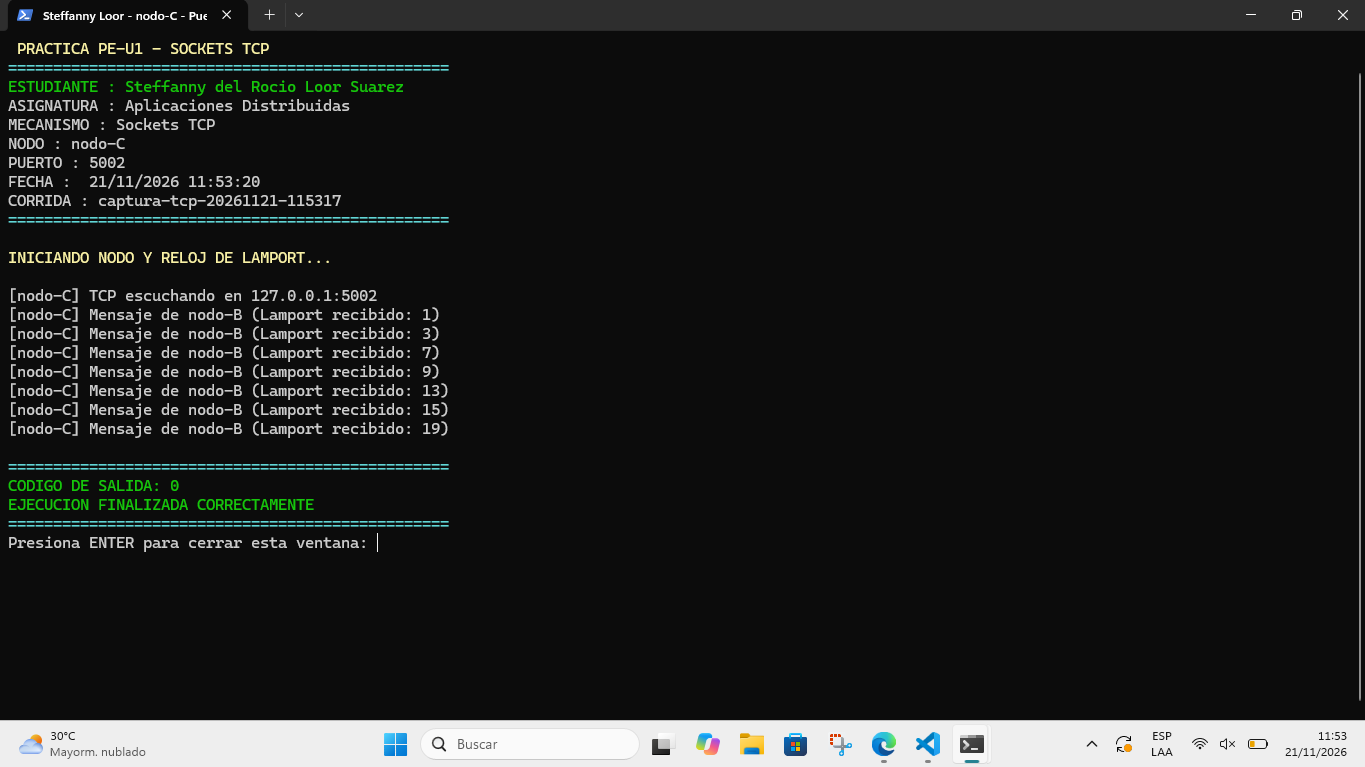 Steffanny Loor - nodo-C - Pue
PRACTICA PE-U1 - SOCKETS TCP
=================================================
ESTUDIANTE : Steffanny del Rocio Loor Suarez
ASIGNATURA : Aplicaciones Distribuidas
MECANISMO : Sockets TCP
NODO : nodo-C
PUERTO : 5002
FECHA :  21/11/2026 11:53:20
CORRIDA : captura-tcp-20261121-115317
=================================================
INICIANDO NODO Y RELOJ DE LAMPORT...
[nodo-C] TCP escuchando en 127.0.0.1:5002
[nodo-C] Mensaje de nodo-B (Lamport recibido: 1)
[nodo-C] Mensaje de nodo-B (Lamport recibido: 3)
[nodo-C] Mensaje de nodo-B (Lamport recibido: 7)
[nodo-C] Mensaje de nodo-B (Lamport recibido: 9)
[nodo-C] Mensaje de nodo-B (Lamport recibido: 13)
[nodo-C] Mensaje de nodo-B (Lamport recibido: 15)
[nodo-C] Mensaje de nodo-B (Lamport recibido: 19)
=================================================
CODIGO DE SALIDA: 0
EJECUCION FINALIZADA CORRECTAMENTE
=================================================
Presiona ENTER para cerrar esta ventana:
30°C
Mayorm. nublado
Buscar
ESP
LAA
11:53
21/11/2026